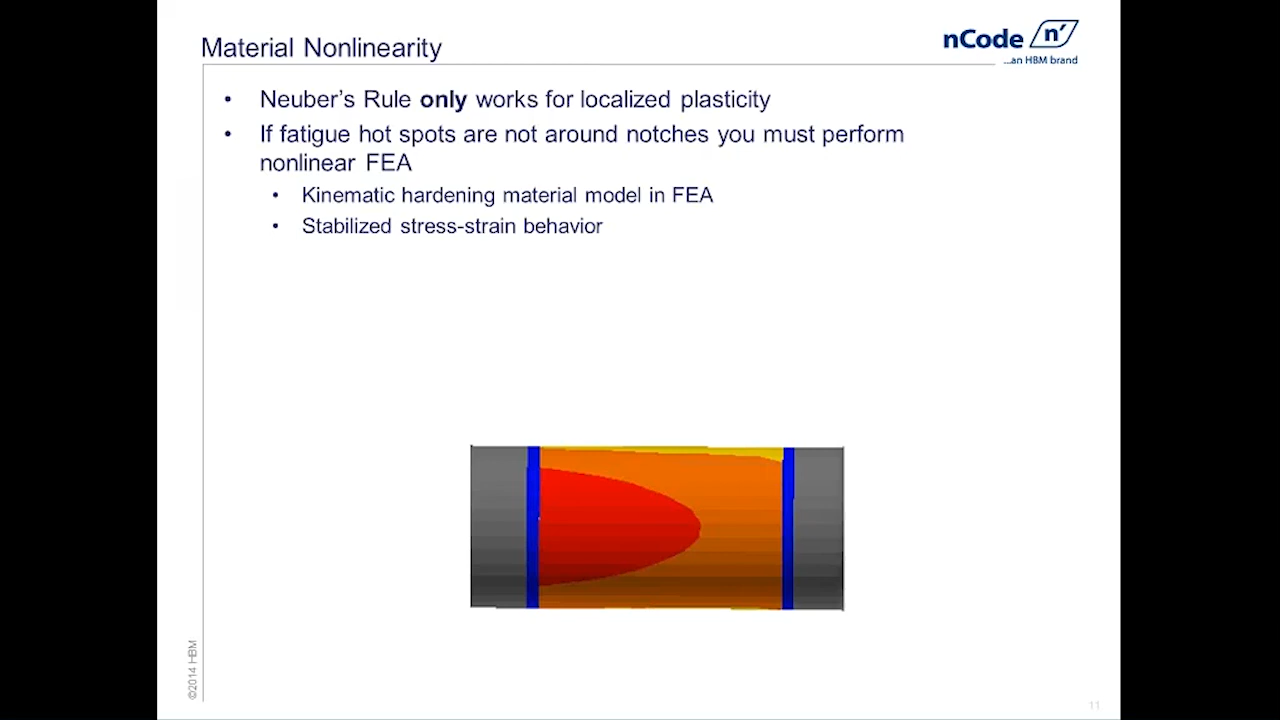 Material Nonlinearity
nCode n'
...an HBM brand
• Neuber’s Rule only works for localized plasticity
• If fatigue hot spots are not around notches you must perform
nonlinear FEA
• Kinematic hardening material model in FEA
• Stabilized stress-strain behavior
©2014 HBM
11